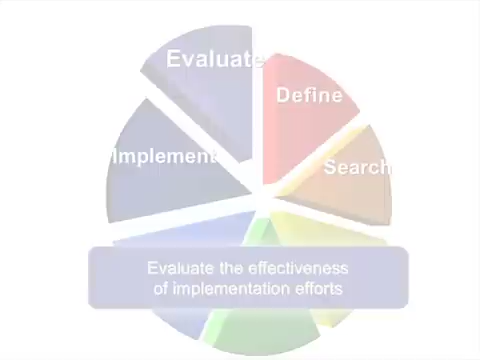 Evaluate
Define
Implement
Search
Evaluate the effectiveness
of implementation efforts